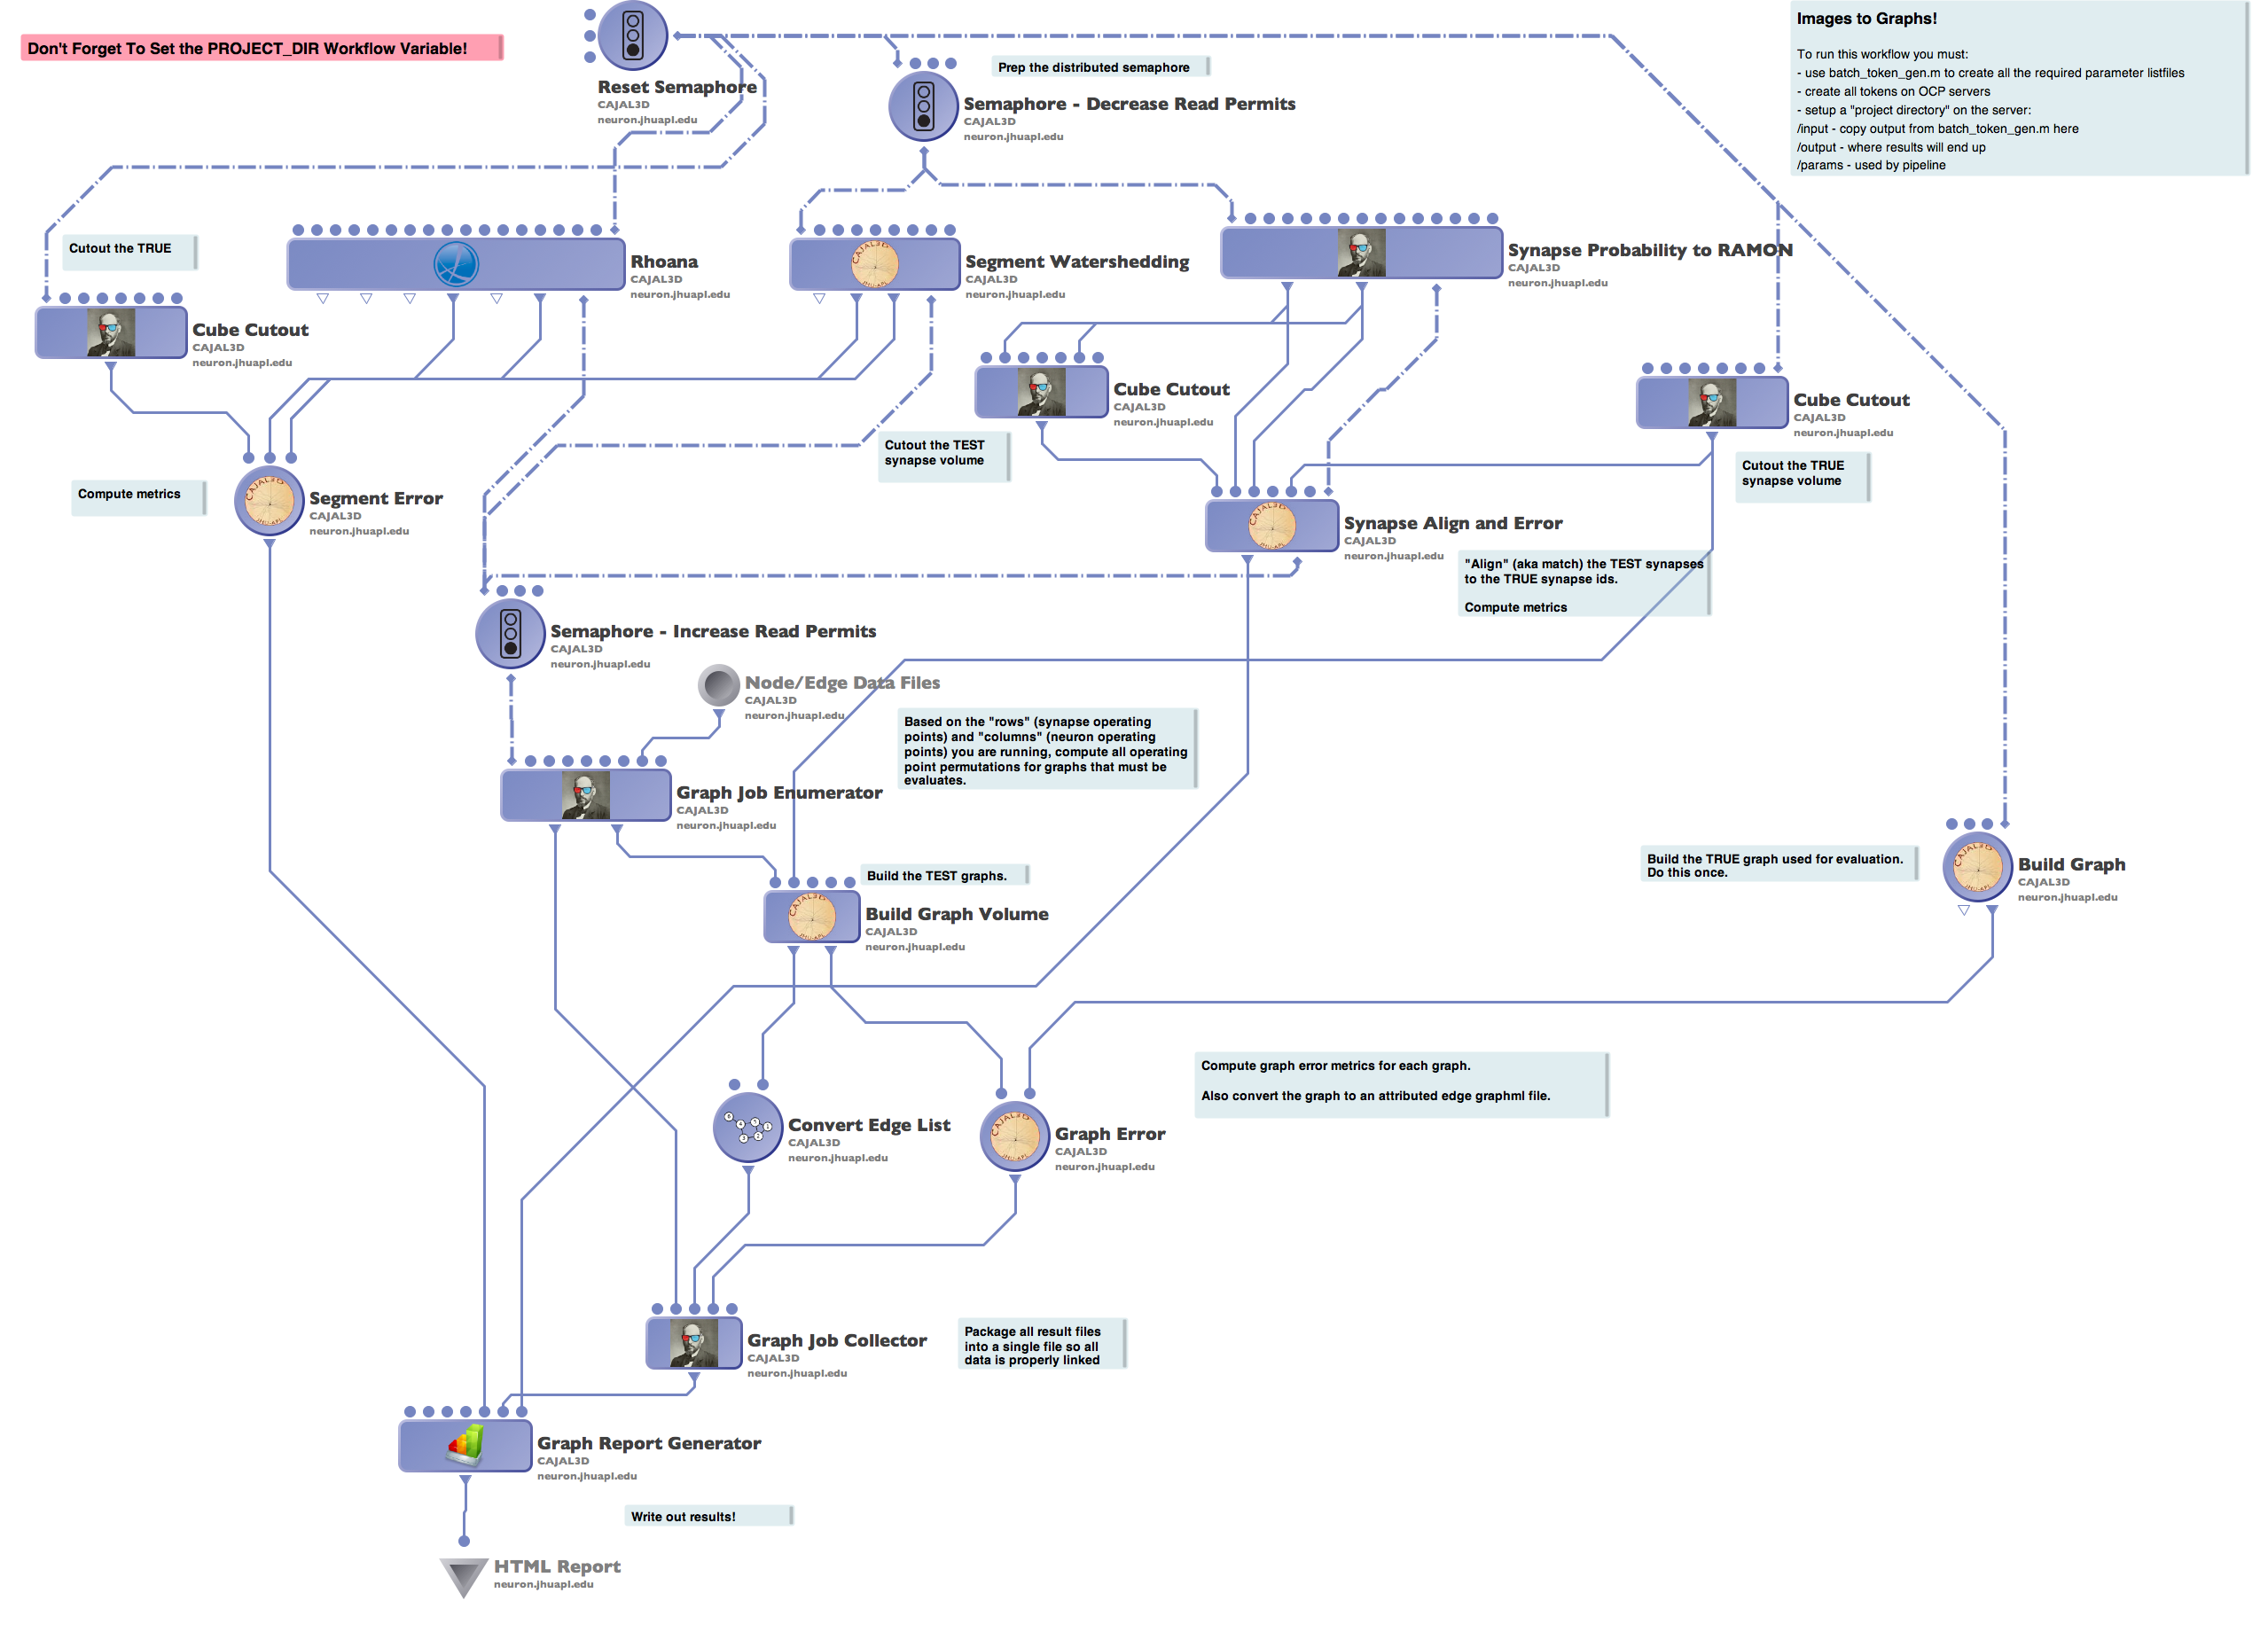 Don't Forget To Set the PROJECT_DIR Workflow Variable!
Reset Semaphore
CAJAL3D
neuron.jhuapl.edu
Prep the distributed semaphore
Semaphore - Decrease Read Permits
CAJAL3D
neuron.jhuapl.edu
Images to Graphs!
To run this workflow you must:
- use batch_token_gen.m to create all the required parameter listfiles
- create all tokens on OCP servers
- setup a "project directory" on the server:
/input - copy output from batch_token_gen.m here
/output - where results will end up
/params - used by pipeline
Cutout the TRUE
Cube Cutout
CAJAL3D
neuron.jhuapl.edu
Rhoana
CAJAL3D
neuron.jhuapl.edu
Segment Watershedding
CAJAL3D
neuron.jhuapl.edu
Synapse Probability to RAMON
CAJAL3D
neuron.jhuapl.edu
Cube Cutout
CAJAL3D
neuron.jhuapl.edu
Cutout the TEST
synapse volume
Cube Cutout
CAJAL3D
neuron.jhuapl.edu
Cutout the TRUE
synapse volume
Compute metrics
Segment Error
CAJAL3D
neuron.jhuapl.edu
Synapse Align and Error
CAJAL3D
neuron.jhuapl.edu
"Align" (aka match) the TEST synapses
to the TRUE synapse ids.
Compute metrics
Semaphore - Increase Read Permits
CAJAL3D
neuron.jhuapl.edu
Node/Edge Data Files
CAJAL3D
neuron.jhuapl.edu
Based on the "rows" (synapse operating
points) and "columns" (neuron operating
points) you are running, compute all operating
point permutations for graphs that must be
evaluates.
Graph Job Enumerator
CAJAL3D
neuron.jhuapl.edu
Build the TEST graphs.
Build Graph Volume
CAJAL3D
neuron.jhuapl.edu
Build the TRUE graph used for evaluation.
Do this once.
Build Graph
CAJAL3D
neuron.jhuapl.edu
Compute graph error metrics for each graph.
Also convert the graph to an attributed edge graphml file.
Convert Edge List
CAJAL3D
neuron.jhuapl.edu
Graph Error
CAJAL3D
neuron.jhuapl.edu
Graph Job Collector
CAJAL3D
neuron.jhuapl.edu
Package all result files
into a single file so all
data is properly linked
Graph Report Generator
CAJAL3D
neuron.jhuapl.edu
Write out results!
HTML Report
neuron.jhuapl.edu